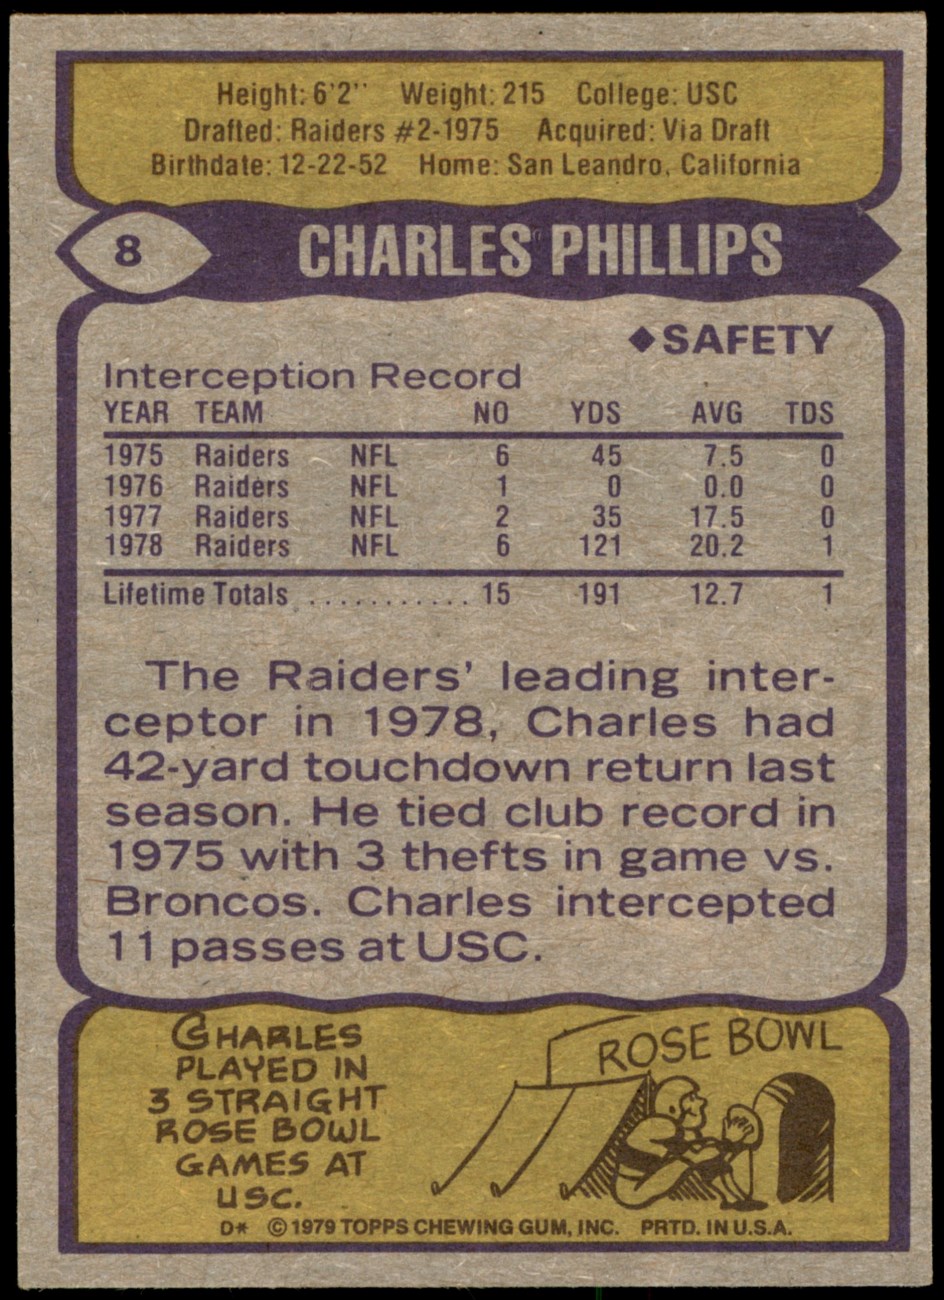 Height: 6'2'' Weight: 215 College: USC
Drafted: Raiders #2-1975 Acquired: Via Draft
Birthdate: 12-22-52 Home: San Leandro, California
8 CHARLES PHILLIPS
◆SAFETY
Interception Record
YEAR TEAM NO YDS AVG TDS
1975 Raiders NFL 6 45 7.5 0
1976 Raiders NFL 1 0 0.0 0
1977 Raiders NFL 2 35 17.5 0
1978 Raiders NFL 6 121 20.2 1
Lifetime Totals ............ 15 191 12.7 1
The Raiders' leading inter-
ceptor in 1978, Charles had
42-yard touchdown return last
season. He tied club record in
1975 with 3 thefts in game vs.
Broncos. Charles intercepted
11 passes at USC.
CHARLES
PLAYED IN
3 STRAIGHT
ROSE BOWL
GAMES AT
USC.
ROSE BOWL
D* © 1979 TOPPS CHEWING GUM, INC. PRTD. IN U.S.A.